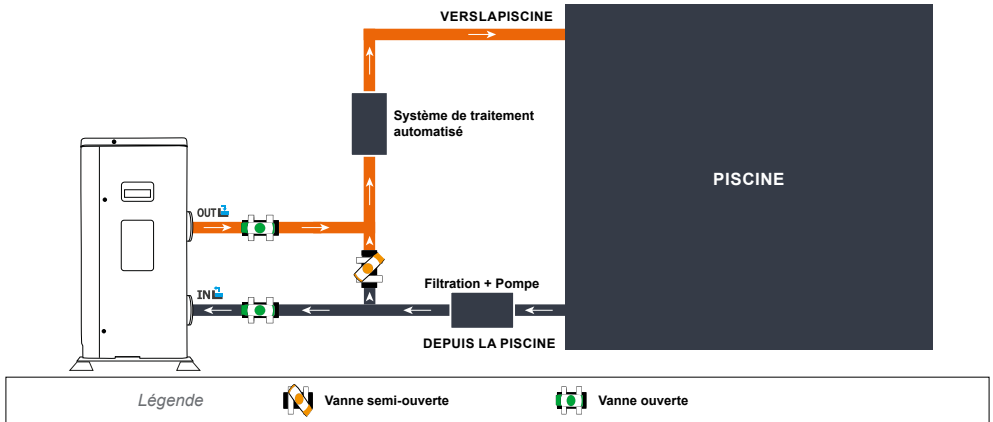 VERSLAPISCINE
Système de traitement
automatisé
PISCINE
OUT
IN
Filtration + Pompe
DEPUIS LA PISCINE
Légende
Vanne semi-ouverte
Vanne ouverte